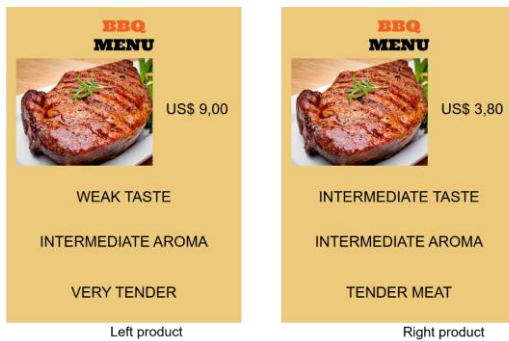 BBQ
MENU
US$ 9,00
WEAK TASTE
INTERMEDIATE AROMA
VERY TENDER
Left product
BBQ
MENU
US$ 3,80
INTERMEDIATE TASTE
INTERMEDIATE AROMA
TENDER MEAT
Right product